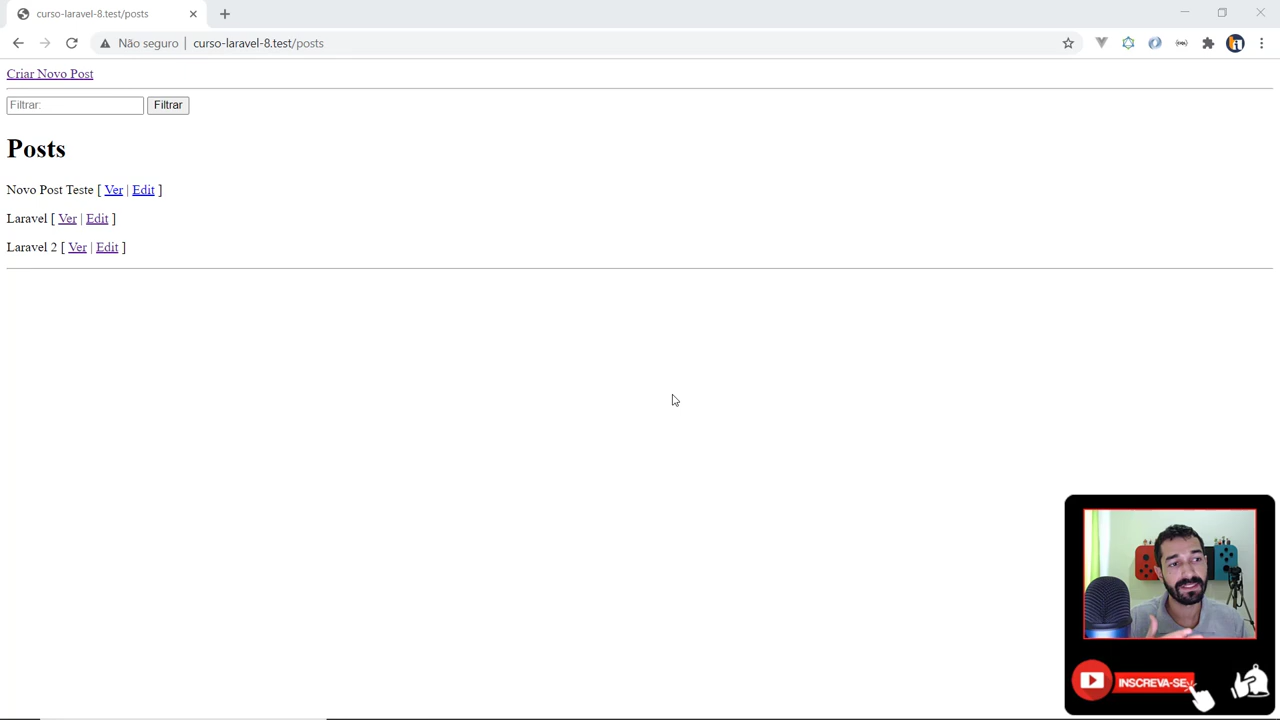 curso-laravel-8.test/posts
Não seguro | curso-laravel-8.test/posts
Criar Novo Post
Filtrar: Filtrar
Posts
Novo Post Teste [ Ver | Edit ]
Laravel [ Ver | Edit ]
Laravel 2 [ Ver | Edit ]
INSCREVA-SE